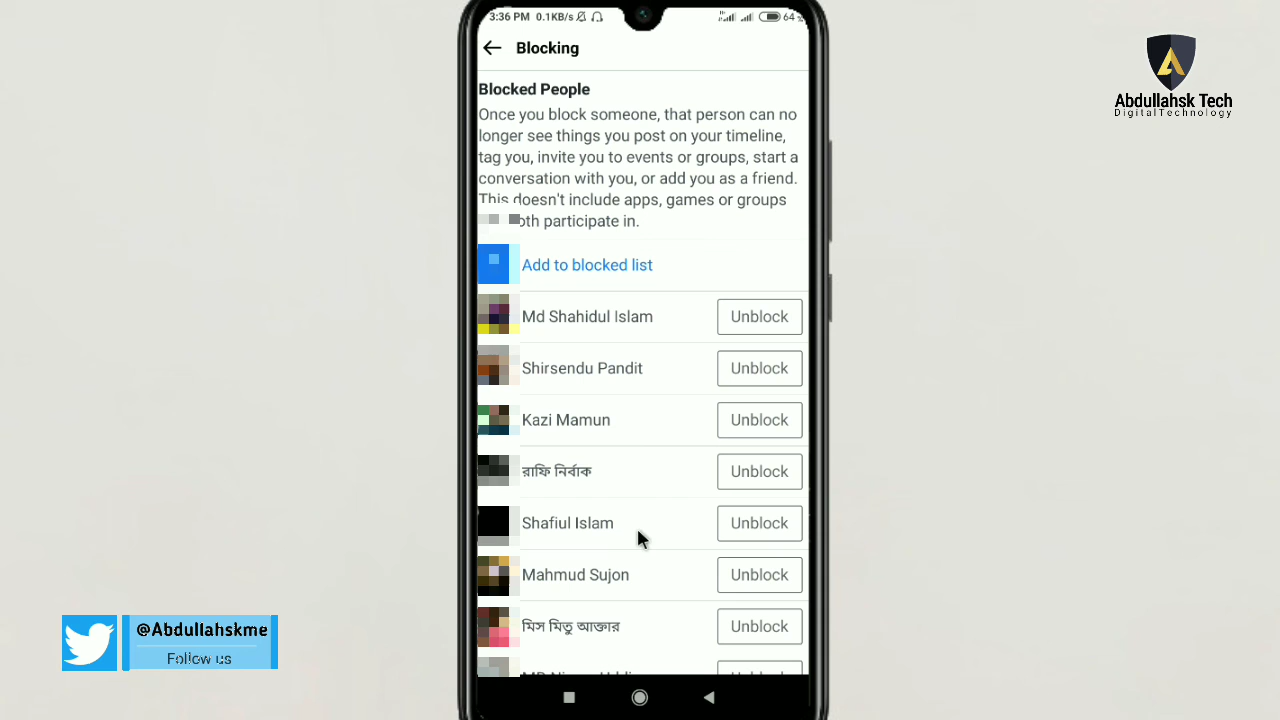 3:36 PM 0.1KB/s
64
Blocking
Blocked People
Once you block someone, that person can no
longer see things you post on your timeline,
tag you, invite you to events or groups, start a
conversation with you, or add you as a friend.
This doesn't include apps, games or groups
participate in.
Add to blocked list
Md Shahidul Islam
Unblock
Shirsendu Pandit
Unblock
Kazi Mamun
Unblock
রাফি নির্বাক
Unblock
Shafiul Islam
Unblock
Mahmud Sujon
Unblock
মিস মিতু আক্তার
Unblock
Abdullahsk Tech
DigitalTechnology
@Abdullahskme
Follow us